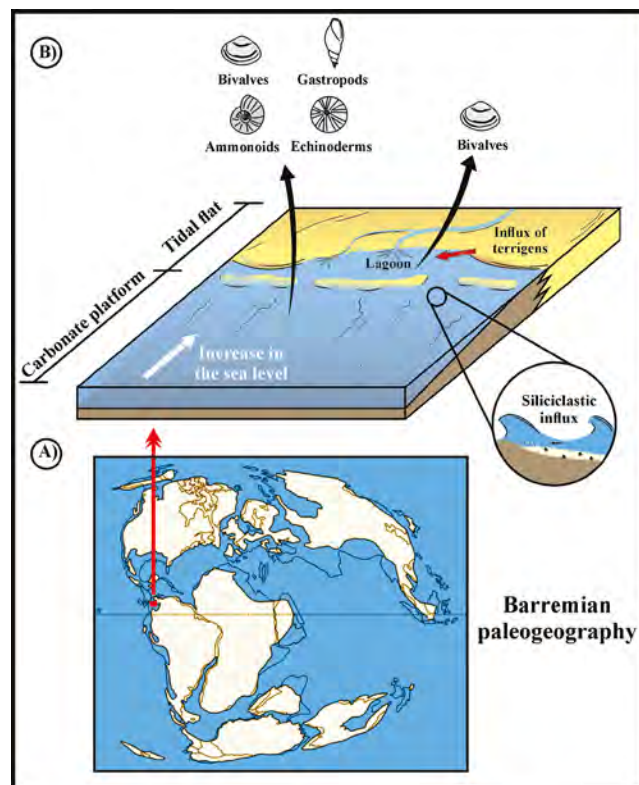 B)
Bivalves
Gastropods
Ammonoids
Echinoderms
Bivalves
Tidal flat
Carbonate platform
Influx of
terrigens
Lagoon
Increase in
the sea level
Siliciclastic
influx
A)
Barremian
paleogeography